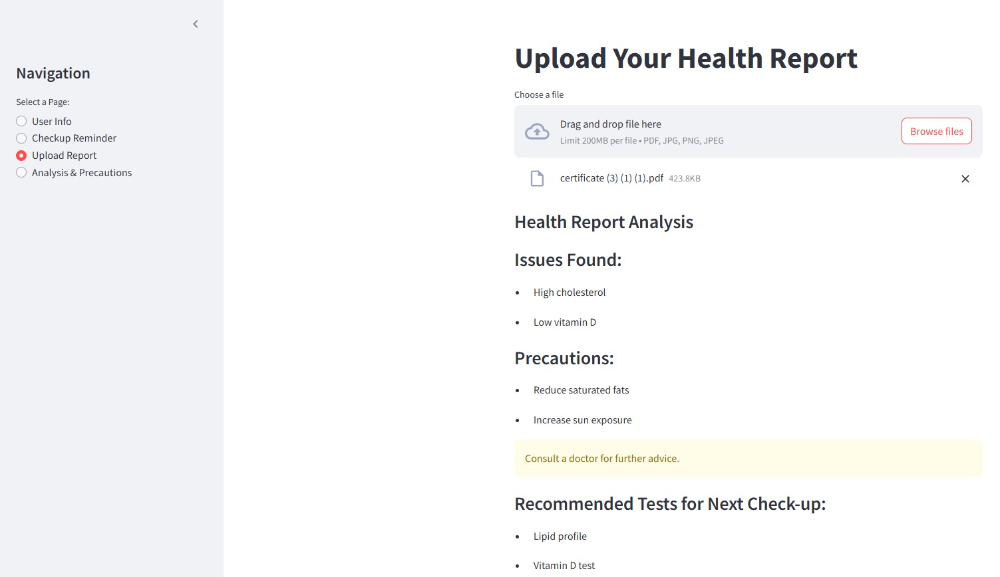 Navigation
Select a Page:
User Info
Checkup Reminder
Upload Report
Analysis & Precautions
Upload Your Health Report
Choose a file
Drag and drop file here
Limit 200MB per file • PDF, JPG, PNG, JPEG
Browse files
certificate (3) (1) (1).pdf 423.8KB
Health Report Analysis
Issues Found:
• High cholesterol
• Low vitamin D
Precautions:
• Reduce saturated fats
• Increase sun exposure
Consult a doctor for further advice.
Recommended Tests for Next Check-up:
• Lipid profile
• Vitamin D test